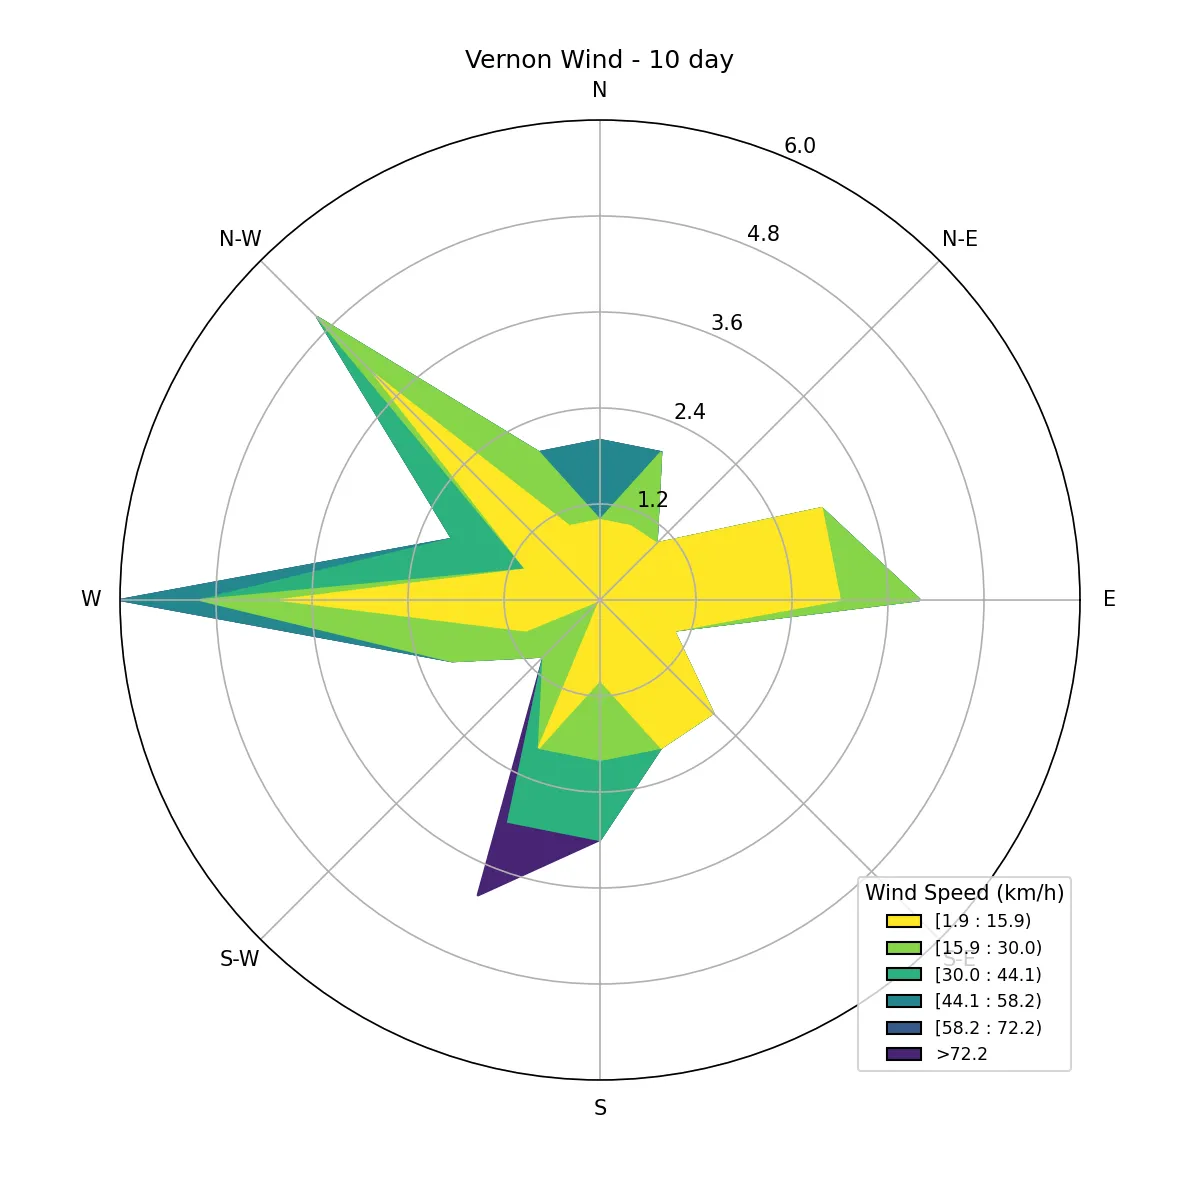 Vernon Wind - 10 day
N
6.0
N-W
N-E
4.8
3.6
2.4
1.2
W
E
Wind Speed (km/h)
[1.9 : 15.9)
[15.9 : 30.0)
S-W
S-E
[30.0 : 44.1)
[44.1 : 58.2)
[58.2 : 72.2)
>72.2
S